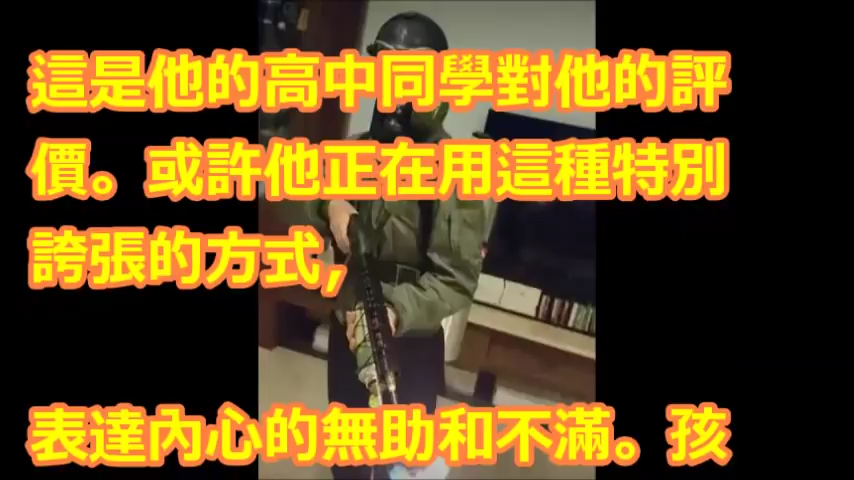 這是他的高中同學對他的評
價。或許他正在用這種特別
誇張的方式，
表達內心的無助和不滿。孩